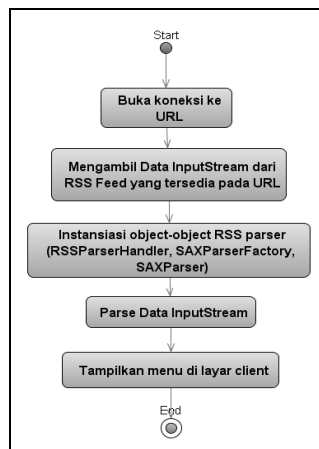 Start
Buka koneksi ke
URL
Mengambil Data InputStream dari
RSS Feed yang tersedia pada URL
Instansiasi object-object RSS parser
(RSSParserHandler, SAXParserFactory,
SAXParser)
Parse Data InputStream
Tampilkan menu di layar client
End